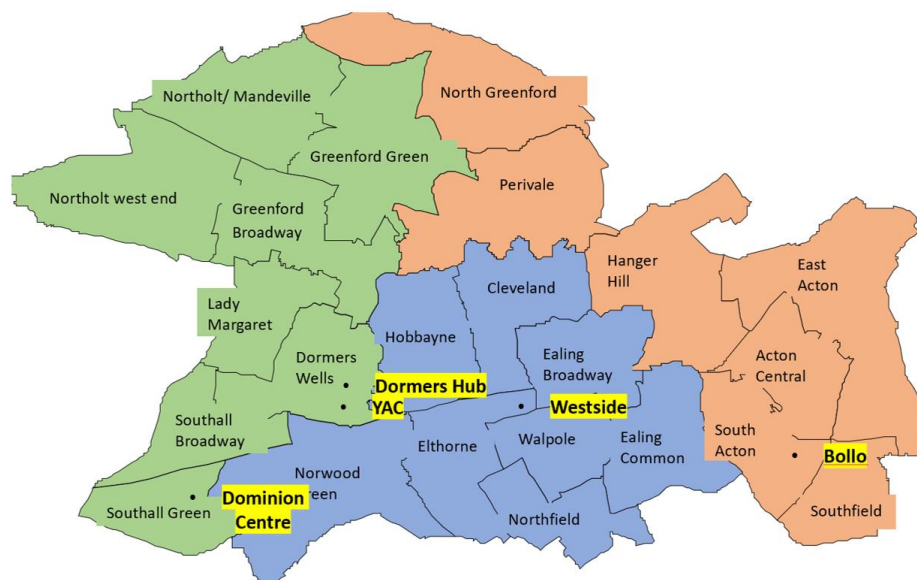 North Greenford
Northolt/ Mandeville
Greenford Green
Perivale
Northolt west end
Greenford
Broadway
Hanger
Hill
East
Acton
Cleveland
Lady
Margaret
Hobbayne
Dormers
Wells
Ealing
Broadway
Acton
Central
Dormers Hub
YAC
Westside
Southall
Broadway
Elthorne
Walpole
Ealing
Common
South
Acton
Bollo
Norwood
reen
Dominion
Centre
Southall Green
Northfield
Southfield